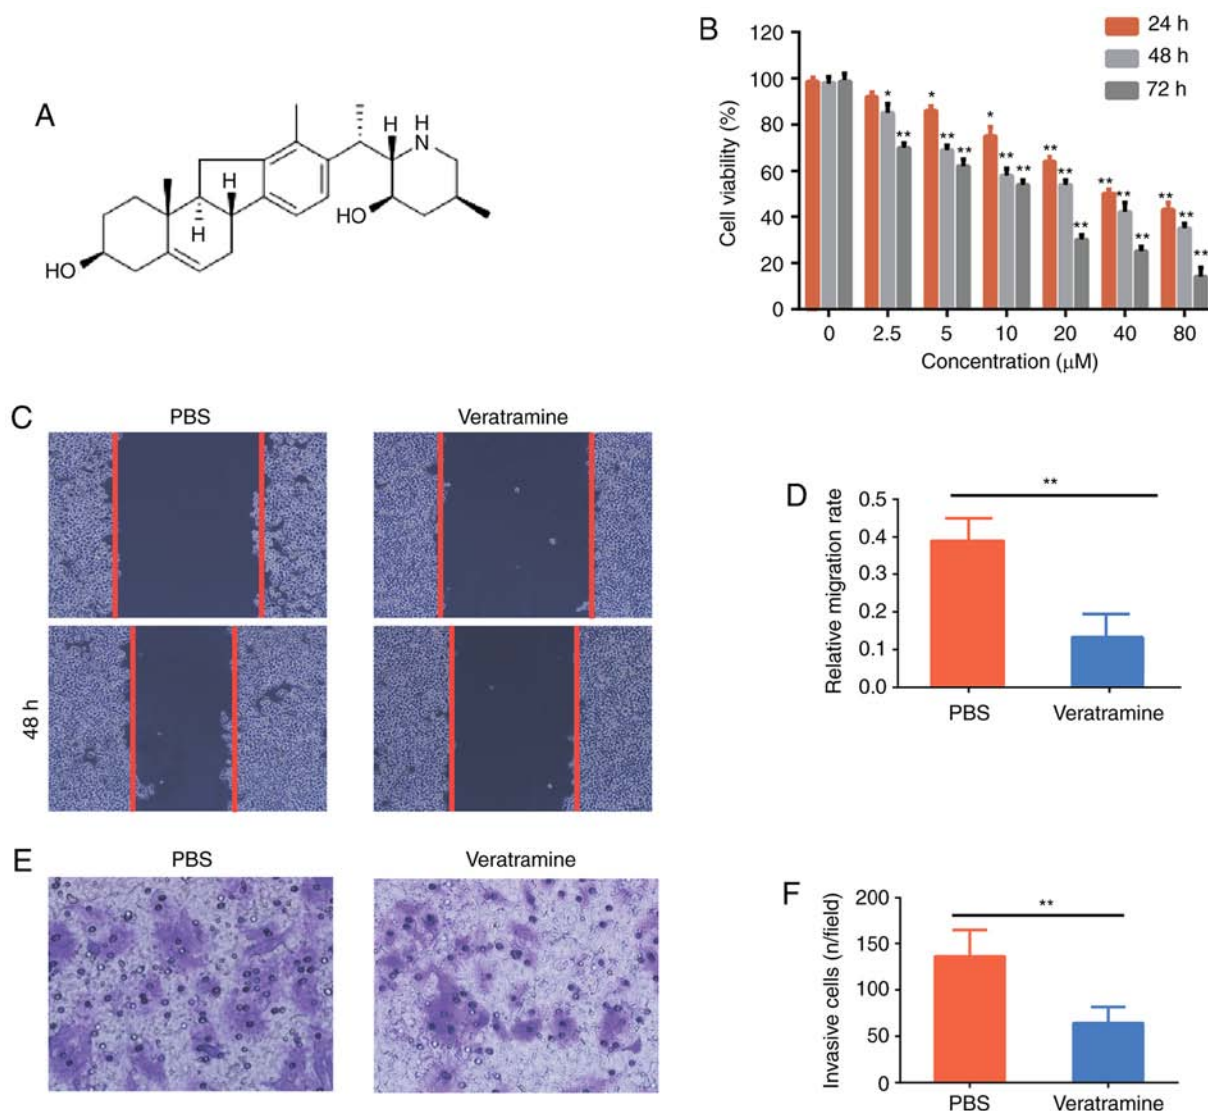 A
H
N
H
H
H
HO
HO
B
24 h
48 h
72 h
Cell viability (%)
120
100
80
60
40
20
0
*
**
*
**
**
*
**
**
**
**
**
**
**
**
**
**
**
0 2.5 5 10 20 40 80
Concentration (μM)
C
PBS Veratramine
48 h
D
Relative migration rate
0.5
0.4
0.3
0.2
0.1
0.0
**
PBS Veratramine
E
PBS Veratramine
F
Invasive cells (n/field)
200
150
100
50
0
**
PBS Veratramine